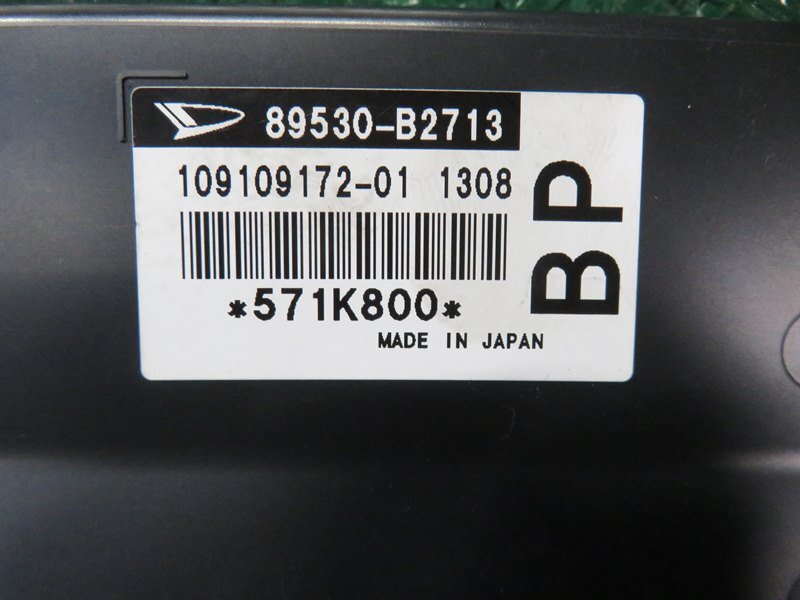 89530-B2713
109109172-01 1308
*571K800*
MADE IN JAPAN
BP